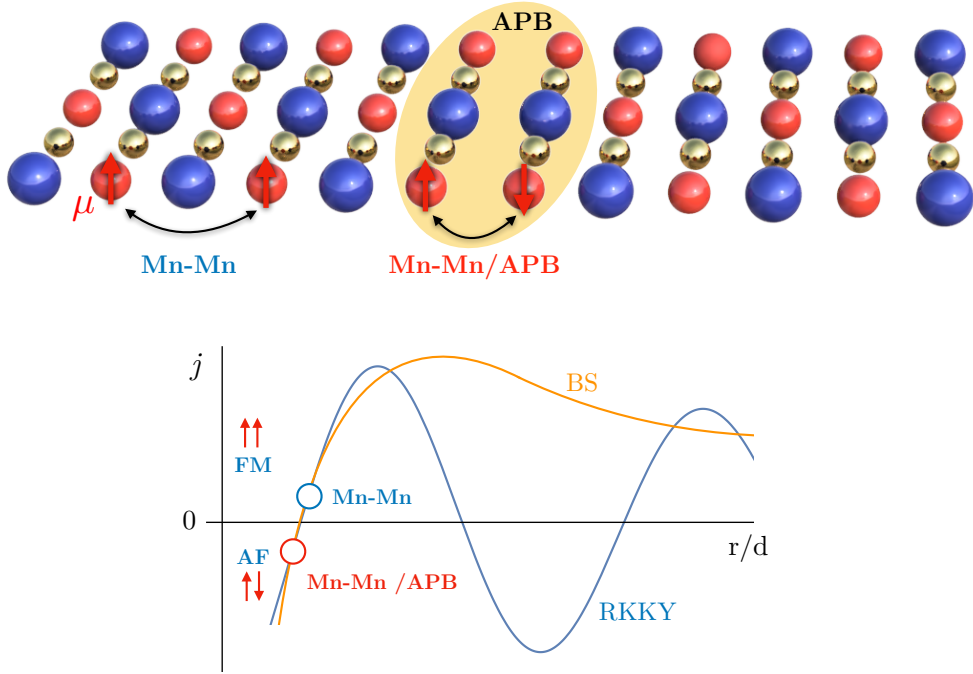 APB
μ
Mn-Mn
Mn-Mn/APB
j
BS
↑↑
FM
Mn-Mn
0
r/d
AF
↑↓
Mn-Mn /APB
RKKY